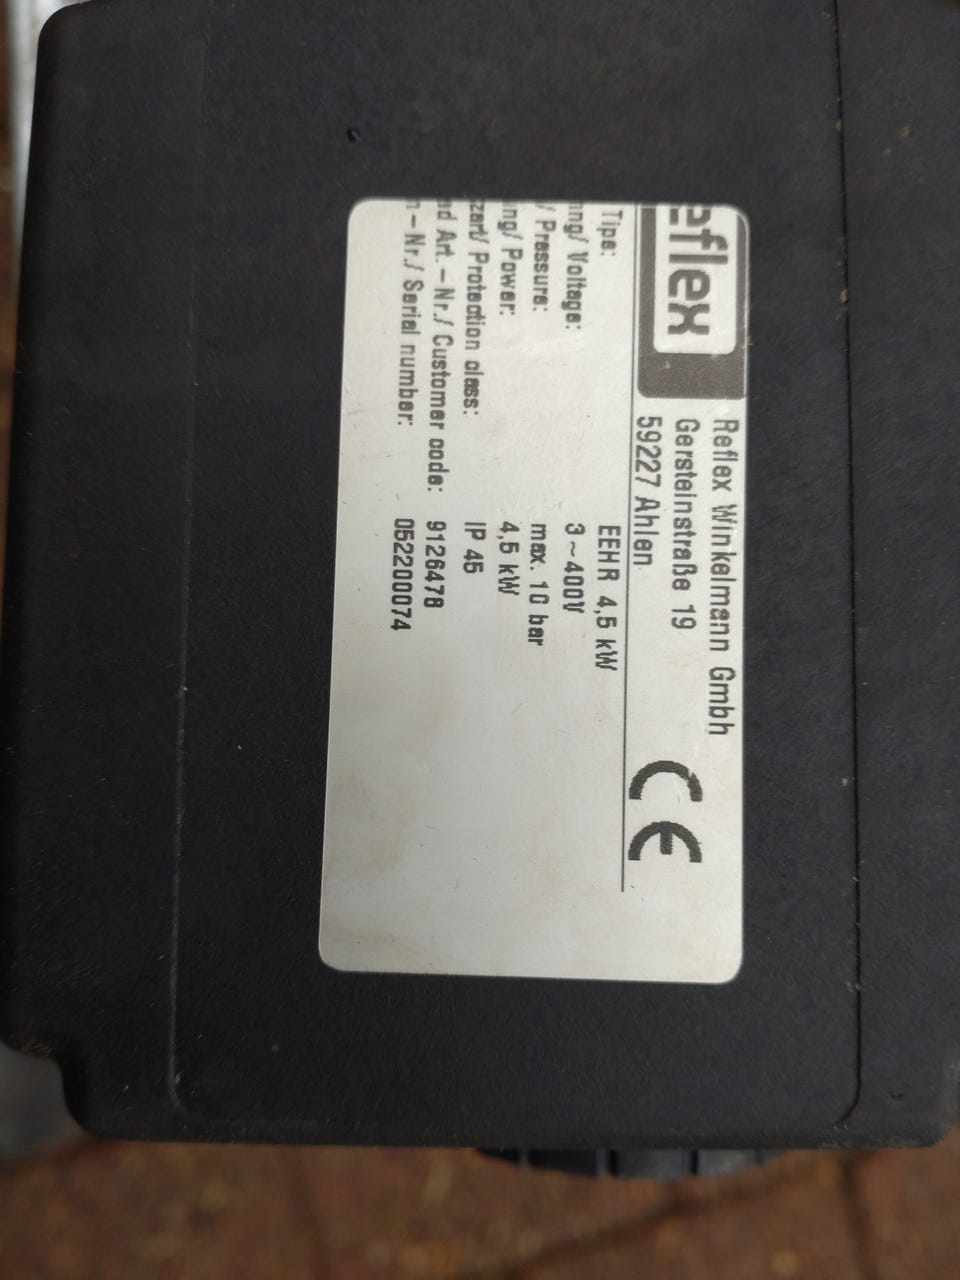 eflex
Reflex Winkelmann Gmbh
Gersteinstraße 19
59227 Ahlen
CE
Tipe: EEHR 4,5 kW
ung/ Voltage: 3~400V
/ Pressure: max. 10 bar
ung/ Power: 4,5 kW
zart/ Protection class: IP 45
ed Art.-Nr./ Customer code: 9126478
n-Nr./ Serial number: 052200074